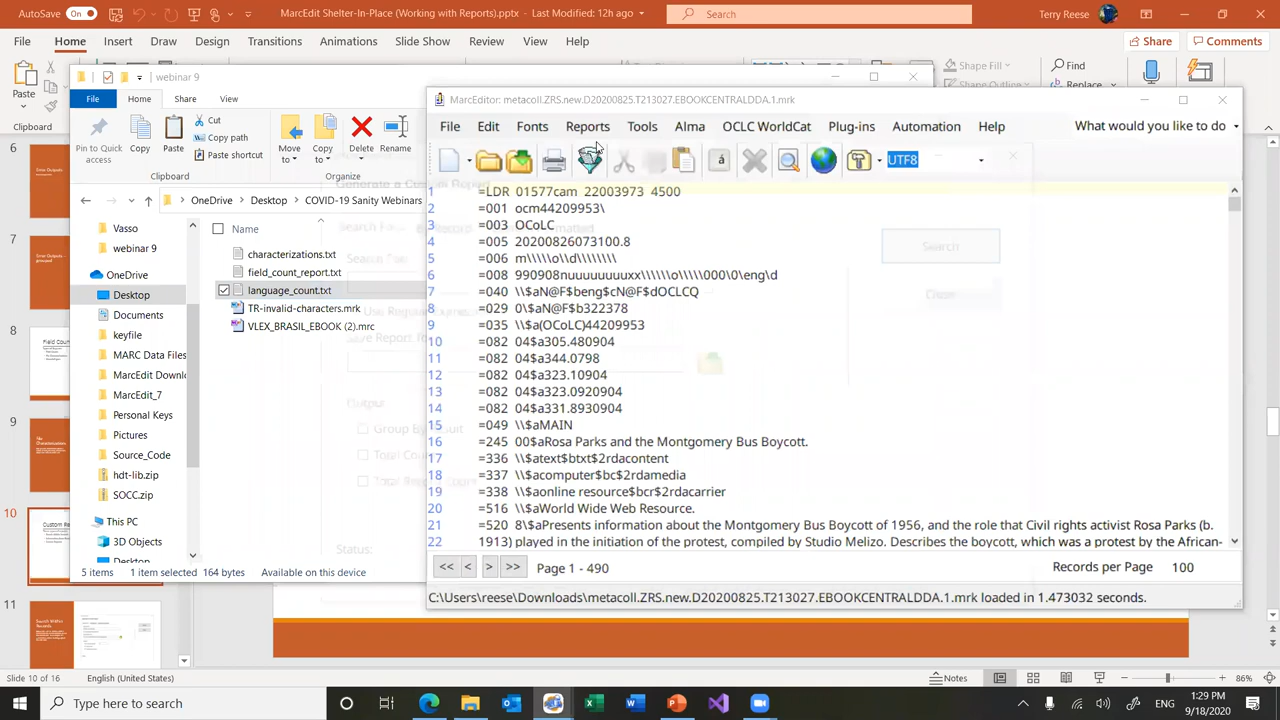 AutoSave On MarcEdit Shelter-In-Place (Working with Reports).pptx - Last Modified: 12h ago Search Terry Reese
File Home Insert Draw Design Transitions Animations Slide Show Review View Help Share Comments
Paste Clipboard
Shape Fill
Find
Replace
6
7
8
9
10
11
webinar 9
File Home Share View
Pin to Quick access
Copy
Paste
Cut
Copy path
Paste shortcut
Move to
Copy to
Delete
Rename
Clipboard Organize
OneDrive > Desktop > COVID-19 Sanity Webinars
Vasso
webinar 9
OneDrive
Desktop
Documents
keyfile
MARC Data Files
MarcEdit Downl
MarcEdit_7
Personal Keys
Pictures
Source_Code
hdt-lib.zip
SOCC.zip
This PC
3D Objects
Desktop
Name
characterizations.txt
field_count_report.txt
language_count.txt
TR-invalid-characters.mrk
VLEX_BRASIL_EBOOK (2).mrc
5 items 1 item selected 164 bytes Available on this device
MarcEditor: metacoll.ZRS.new.D20200825.T213027.EBOOKCENTRALDDA.1.mrk
File Edit Fonts Reports Tools Alma OCLC WorldCat Plug-ins Automation Help What would you like to do
UTF8
1 =LDR 01577cam 22003973 4500
2 =001 ocm44209953\
3 =003 OCoLC
4 =005 20200826073100.8
5 =006 m\\\\o\\d\\\\\\\\
6 =008 990908nuuuuuuuuxx\\\\\\o\\\\\000\0\eng\d
7 =040 \\$aN@F$beng$cN@F$dOCLCQ
8 =029 0\$aN@F$b322378
9 =035 \\$a(OCoLC)44209953
10 =082 04$a305.480904
11 =082 04$a344.0798
12 =082 04$a323.10904
13 =082 04$a323.0920904
14 =082 04$a331.8930904
15 =049 \\$aMAIN
16 =245 00$aRosa Parks and the Montgomery Bus Boycott.
17 =336 \\$atext$btxt$2rdacontent
18 =337 \\$acomputer$bc$2rdamedia
19 =338 \\$aonline resource$bcr$2rdacarrier
20 =516 \\$aWorld Wide Web Resource.
21 =520 8\$aPresents information about the Montgomery Bus Boycott of 1956, and the role that Civil rights activist Rosa Parks (b.
22 1913) played in the initiation of the protest, compiled by Studio Melizo. Describes the boycott, which was a protest by the African-
Search
Close
Status:
<< < > >> Page 1 - 490 Records per Page 100
C:\Users\reese\Downloads\metacoll.ZRS.new.D20200825.T213027.EBOOKCENTRALDDA.1.mrk loaded in 1.473032 seconds.
Slide 10 of 16 English (United States) Notes 86%
Type here to search ENG 1:29 PM
9/18/2020